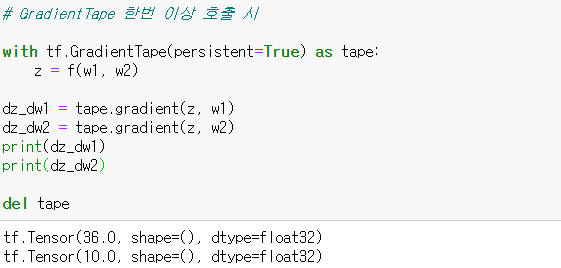 # GradientTape 한번 이상 호출 시
with tf.GradientTape(persistent=True) as tape:
    z = f(w1, w2)
dz_dw1 = tape.gradient(z, w1)
dz_dw2 = tape.gradient(z, w2)
print(dz_dw1)
print(dz_dw2)
del tape
tf.Tensor(36.0, shape=(), dtype=float32)
tf.Tensor(10.0, shape=(), dtype=float32)